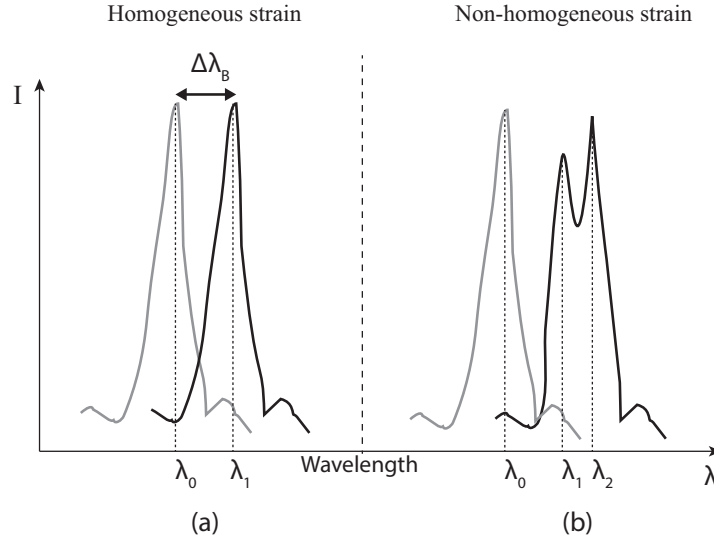 Homogeneous strain
Non-homogeneous strain
ΔλB
I
λ0
λ1
Wavelength
λ0
λ1
λ2
λ
(a)
(b)